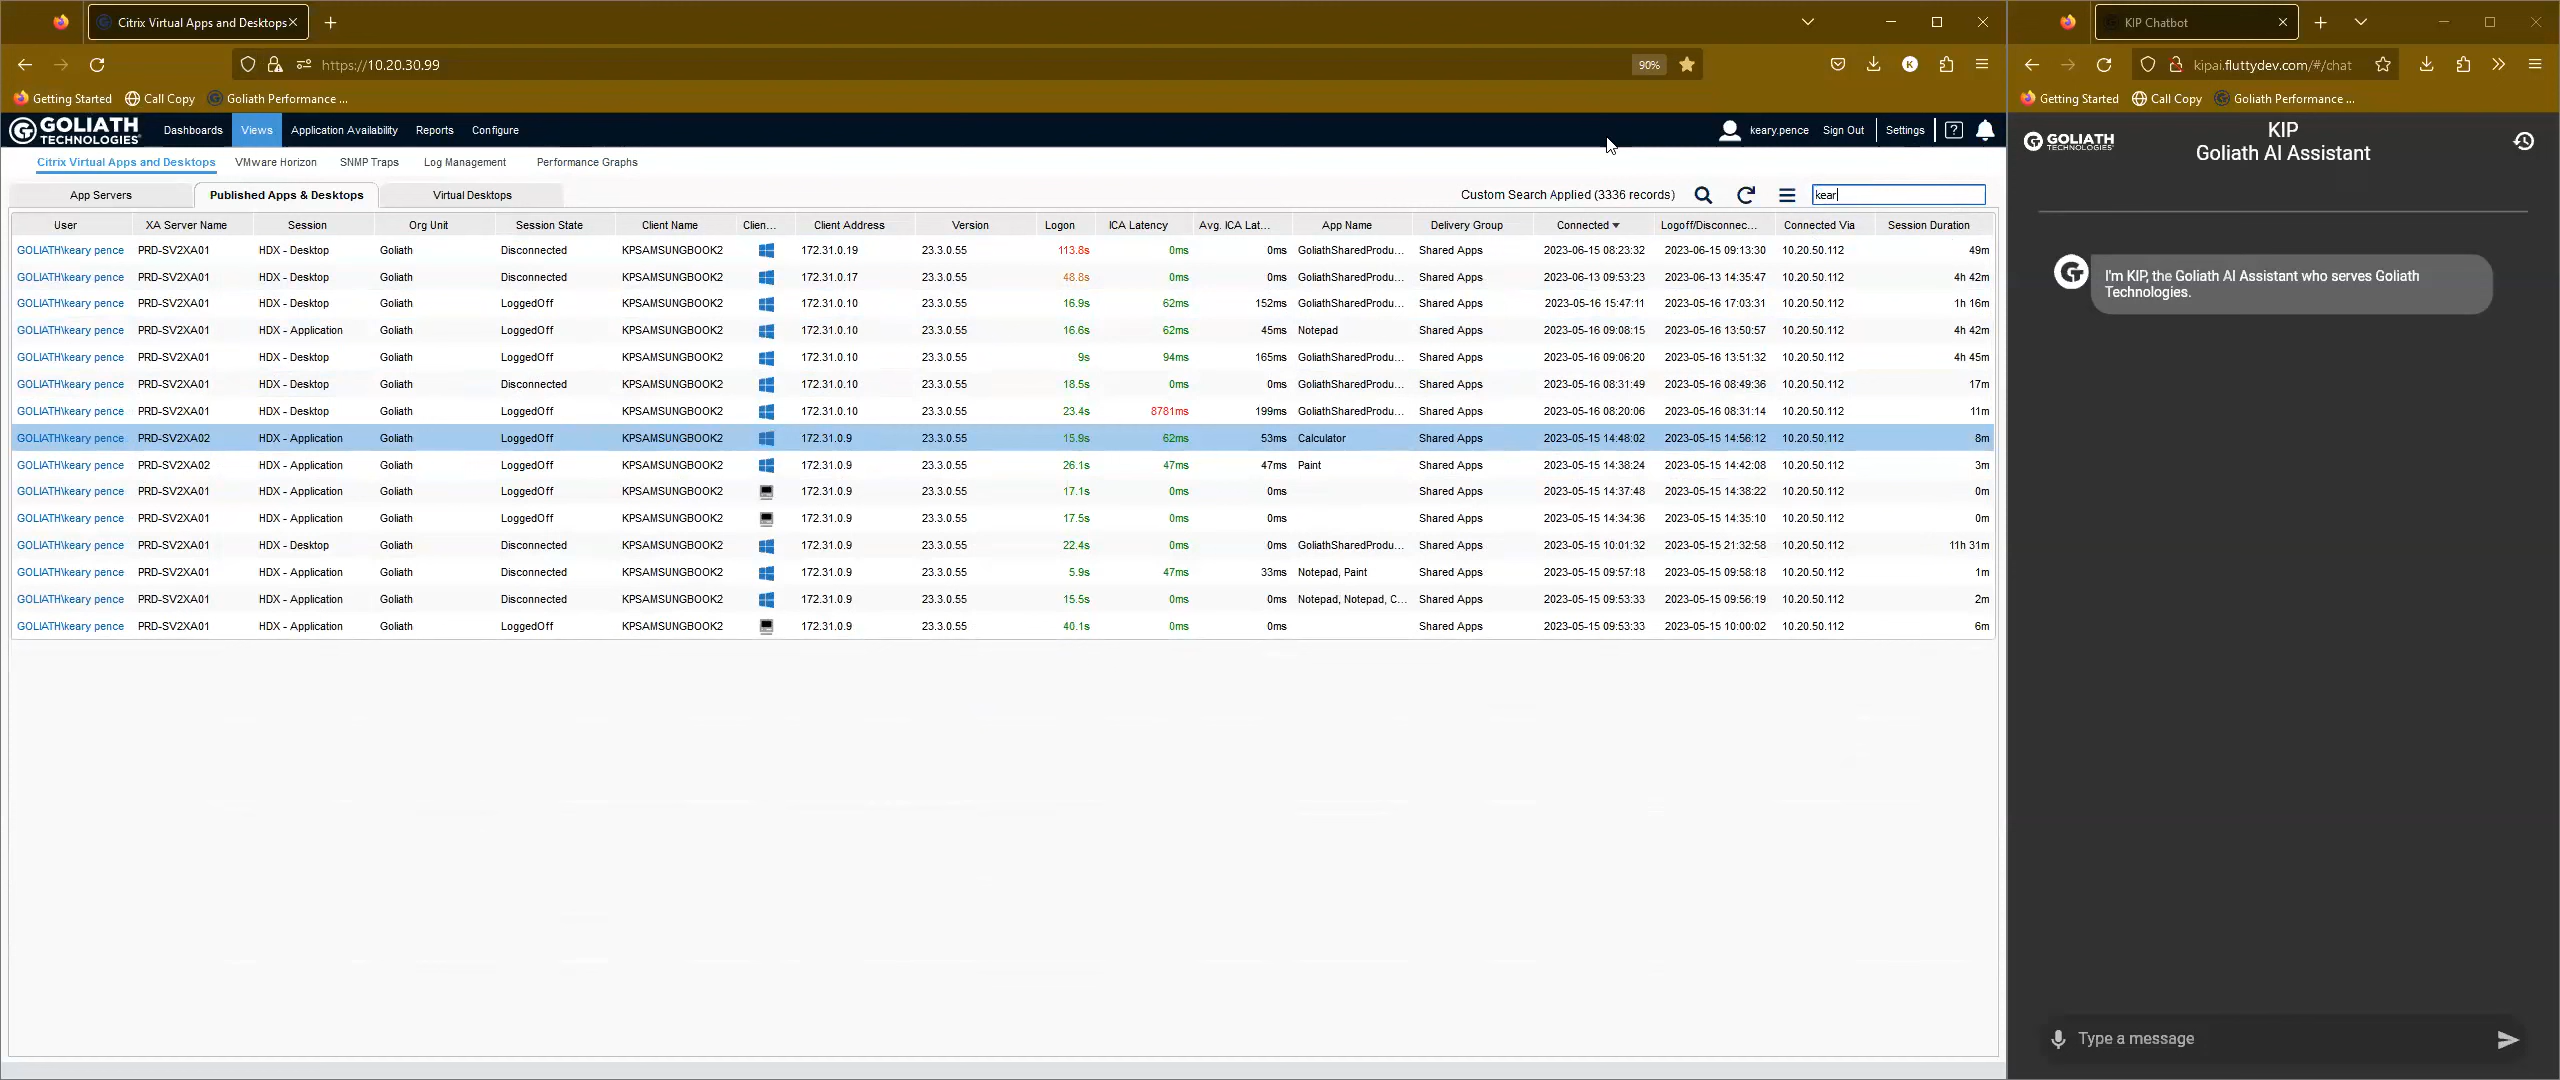 Citrix Virtual Apps and Desktops
https://10.20.30.99
90%
K
Getting Started Call Copy Goliath Performance ...
GOLIATH TECHNOLOGIES Dashboards Views Application Availability Reports Configure keary.pence Sign Out Settings ?
Citrix Virtual Apps and Desktops VMware Horizon SNMP Traps Log Management Performance Graphs
App Servers Published Apps & Desktops Virtual Desktops Custom Search Applied (3336 records) kear
User XA Server Name Session Org Unit Session State Client Name Clien... Client Address Version Logon ICA Latency Avg. ICA Lat... App Name Delivery Group Connected Logoff/Disconnec... Connected Via Session Duration
GOLIATH\keary pence PRD-SV2XA01 HDX - Desktop Goliath Disconnected KPSAMSUNGBOOK2 172.31.0.19 23.3.0.55 113.8s 0ms 0ms GoliathSharedProdu... Shared Apps 2023-06-15 08:23:32 2023-06-15 09:13:30 10.20.50.112 49m
GOLIATH\keary pence PRD-SV2XA01 HDX - Desktop Goliath Disconnected KPSAMSUNGBOOK2 172.31.0.17 23.3.0.55 48.8s 0ms 0ms GoliathSharedProdu... Shared Apps 2023-06-13 09:53:23 2023-06-13 14:35:47 10.20.50.112 4h 42m
GOLIATH\keary pence PRD-SV2XA01 HDX - Desktop Goliath LoggedOff KPSAMSUNGBOOK2 172.31.0.10 23.3.0.55 16.9s 62ms 152ms GoliathSharedProdu... Shared Apps 2023-05-16 15:47:11 2023-05-16 17:03:31 10.20.50.112 1h 16m
GOLIATH\keary pence PRD-SV2XA01 HDX - Application Goliath LoggedOff KPSAMSUNGBOOK2 172.31.0.10 23.3.0.55 16.6s 62ms 45ms Notepad Shared Apps 2023-05-16 09:08:15 2023-05-16 13:50:57 10.20.50.112 4h 42m
GOLIATH\keary pence PRD-SV2XA01 HDX - Desktop Goliath LoggedOff KPSAMSUNGBOOK2 172.31.0.10 23.3.0.55 9s 94ms 165ms GoliathSharedProdu... Shared Apps 2023-05-16 09:06:20 2023-05-16 13:51:32 10.20.50.112 4h 45m
GOLIATH\keary pence PRD-SV2XA01 HDX - Desktop Goliath Disconnected KPSAMSUNGBOOK2 172.31.0.10 23.3.0.55 18.5s 0ms 0ms GoliathSharedProdu... Shared Apps 2023-05-16 08:31:49 2023-05-16 08:49:36 10.20.50.112 17m
GOLIATH\keary pence PRD-SV2XA01 HDX - Desktop Goliath LoggedOff KPSAMSUNGBOOK2 172.31.0.10 23.3.0.55 23.4s 8781ms 199ms GoliathSharedProdu... Shared Apps 2023-05-16 08:20:06 2023-05-16 08:31:14 10.20.50.112 11m
GOLIATH\keary pence PRD-SV2XA02 HDX - Application Goliath LoggedOff KPSAMSUNGBOOK2 172.31.0.9 23.3.0.55 15.9s 62ms 53ms Calculator Shared Apps 2023-05-15 14:48:02 2023-05-15 14:56:12 10.20.50.112 8m
GOLIATH\keary pence PRD-SV2XA02 HDX - Application Goliath LoggedOff KPSAMSUNGBOOK2 172.31.0.9 23.3.0.55 26.1s 47ms 47ms Paint Shared Apps 2023-05-15 14:38:24 2023-05-15 14:42:08 10.20.50.112 3m
GOLIATH\keary pence PRD-SV2XA01 HDX - Application Goliath LoggedOff KPSAMSUNGBOOK2 172.31.0.9 23.3.0.55 17.1s 0ms 0ms Shared Apps 2023-05-15 14:37:48 2023-05-15 14:38:22 10.20.50.112 0m
GOLIATH\keary pence PRD-SV2XA01 HDX - Application Goliath LoggedOff KPSAMSUNGBOOK2 172.31.0.9 23.3.0.55 17.5s 0ms 0ms Shared Apps 2023-05-15 14:34:36 2023-05-15 14:35:10 10.20.50.112 0m
GOLIATH\keary pence PRD-SV2XA01 HDX - Desktop Goliath Disconnected KPSAMSUNGBOOK2 172.31.0.9 23.3.0.55 22.4s 0ms 0ms GoliathSharedProdu... Shared Apps 2023-05-15 10:01:32 2023-05-15 21:32:58 10.20.50.112 11h 31m
GOLIATH\keary pence PRD-SV2XA01 HDX - Application Goliath Disconnected KPSAMSUNGBOOK2 172.31.0.9 23.3.0.55 5.9s 47ms 33ms Notepad, Paint Shared Apps 2023-05-15 09:57:18 2023-05-15 09:58:18 10.20.50.112 1m
GOLIATH\keary pence PRD-SV2XA01 HDX - Application Goliath Disconnected KPSAMSUNGBOOK2 172.31.0.9 23.3.0.55 15.5s 0ms 0ms Notepad, Notepad, C... Shared Apps 2023-05-15 09:53:33 2023-05-15 09:56:19 10.20.50.112 2m
GOLIATH\keary pence PRD-SV2XA01 HDX - Application Goliath LoggedOff KPSAMSUNGBOOK2 172.31.0.9 23.3.0.55 40.1s 0ms 0ms Shared Apps 2023-05-15 09:53:33 2023-05-15 10:00:02 10.20.50.112 6m
KIP Chatbot
kipai.fluttydev.com/#/chat
Getting Started Call Copy Goliath Performance ...
GOLIATH TECHNOLOGIES
KIP
Goliath AI Assistant
I'm KIP, the Goliath AI Assistant who serves Goliath
Technologies.
Type a message